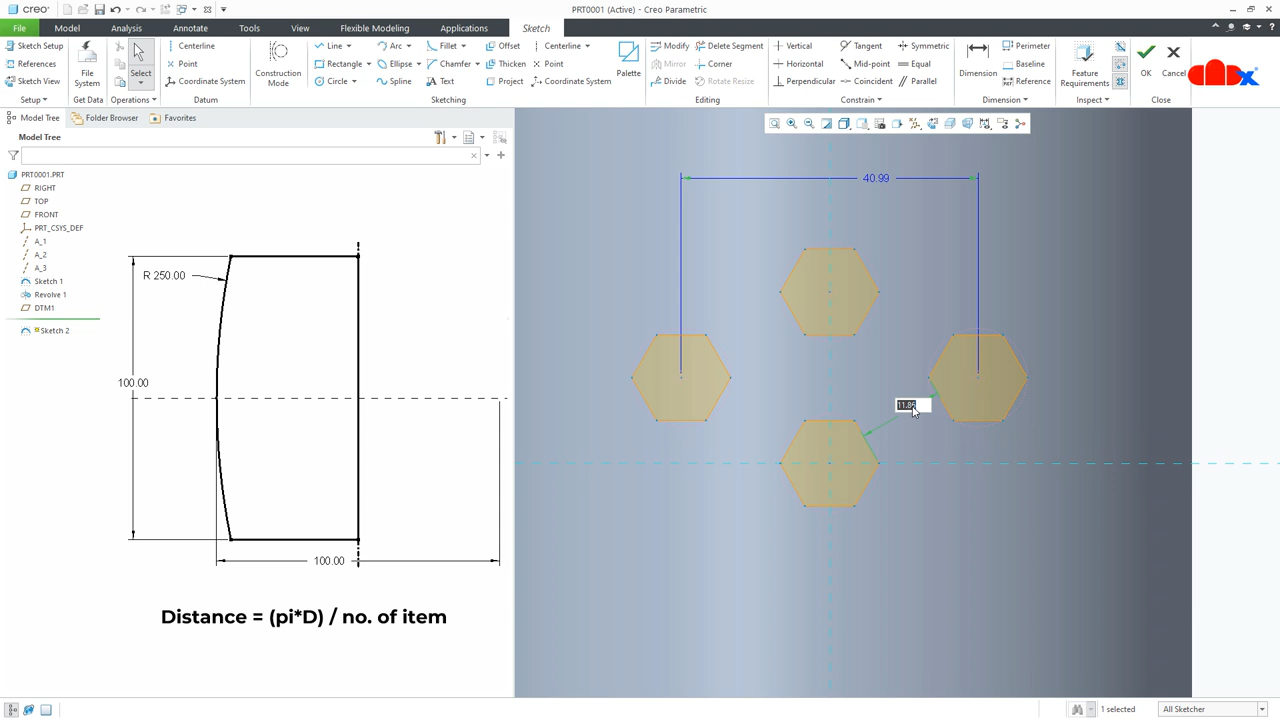 creo
PRT0001 (Active) - Creo Parametric
File Model Analysis Annotate Tools View Flexible Modeling Applications Sketch
Sketch Setup
References
Sketch View
Setup
File
System
Get Data
Select
Operations
Centerline
Point
Coordinate System
Datum
Construction
Mode
Line Arc Fillet Offset Centerline
Rectangle Ellipse Chamfer Thicken Point
Circle Spline Text Project Coordinate System
Palette
Sketching
Modify Delete Segment
Mirror Corner
Divide Rotate Resize
Editing
Vertical Tangent Symmetric
Horizontal Mid-point Equal
Perpendicular Coincident Parallel
Constrain
Dimension
Perimeter
Baseline
Reference
Dimension
Feature
Requirements
Inspect
OK Cancel
Close
Model Tree Folder Browser Favorites
Model Tree
PRT0001.PRT
RIGHT
TOP
FRONT
PRT_CSYS_DEF
A_1
A_2
A_3
Sketch 1
Revolve 1
DTM1
Sketch 2
R 250.00
100.00
100.00
Distance = (pi*D) / no. of item
40.99
1 selected
All Sketcher